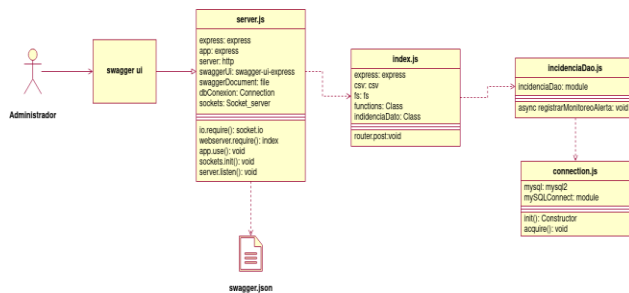 Administrador
swagger ui
server.js
express: express
app: express
server: http
swaggerUi: swagger-ui-express
swaggerDocument: file
dbConexion: Connection
sockets: Socket_server
io.require(): socket.io
webserver.require(): index
app.use(): void
sockets.init(): void
server.listen(): void
swagger.json
index.js
express: express
csv: csv
fs: fs
functions: Class
indidenciaDato: Class
router.post:void
incidenciaDao.js
incidenciaDao: module
async registrarMonitoreoAlerta: void
connection.js
mysql: mysql2
mySQLConnect: module
init(): Constructor
acquire(): void